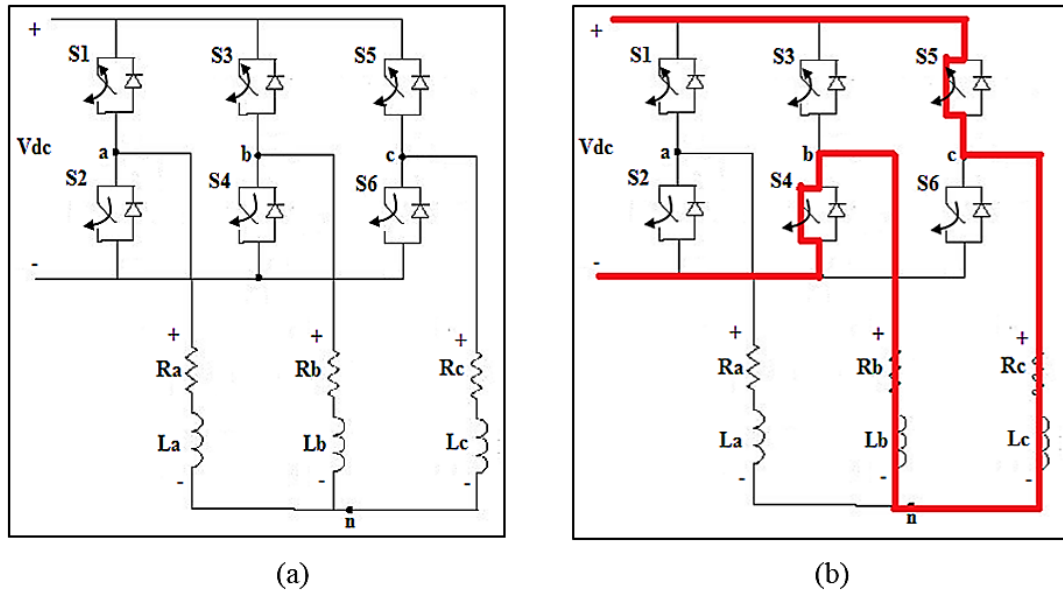 +
S1
S3
S5
Vdc
a
b
c
S2
S4
S6
-
+
+
+
Ra
Rb
Rc
La
Lb
Lc
-
-
-
n
(a)
+
S1
S3
S5
Vdc
a
b
c
S2
S4
S6
-
+
+
+
Ra
Rb
Rc
La
Lb
Lc
-
-
-
n
(b)